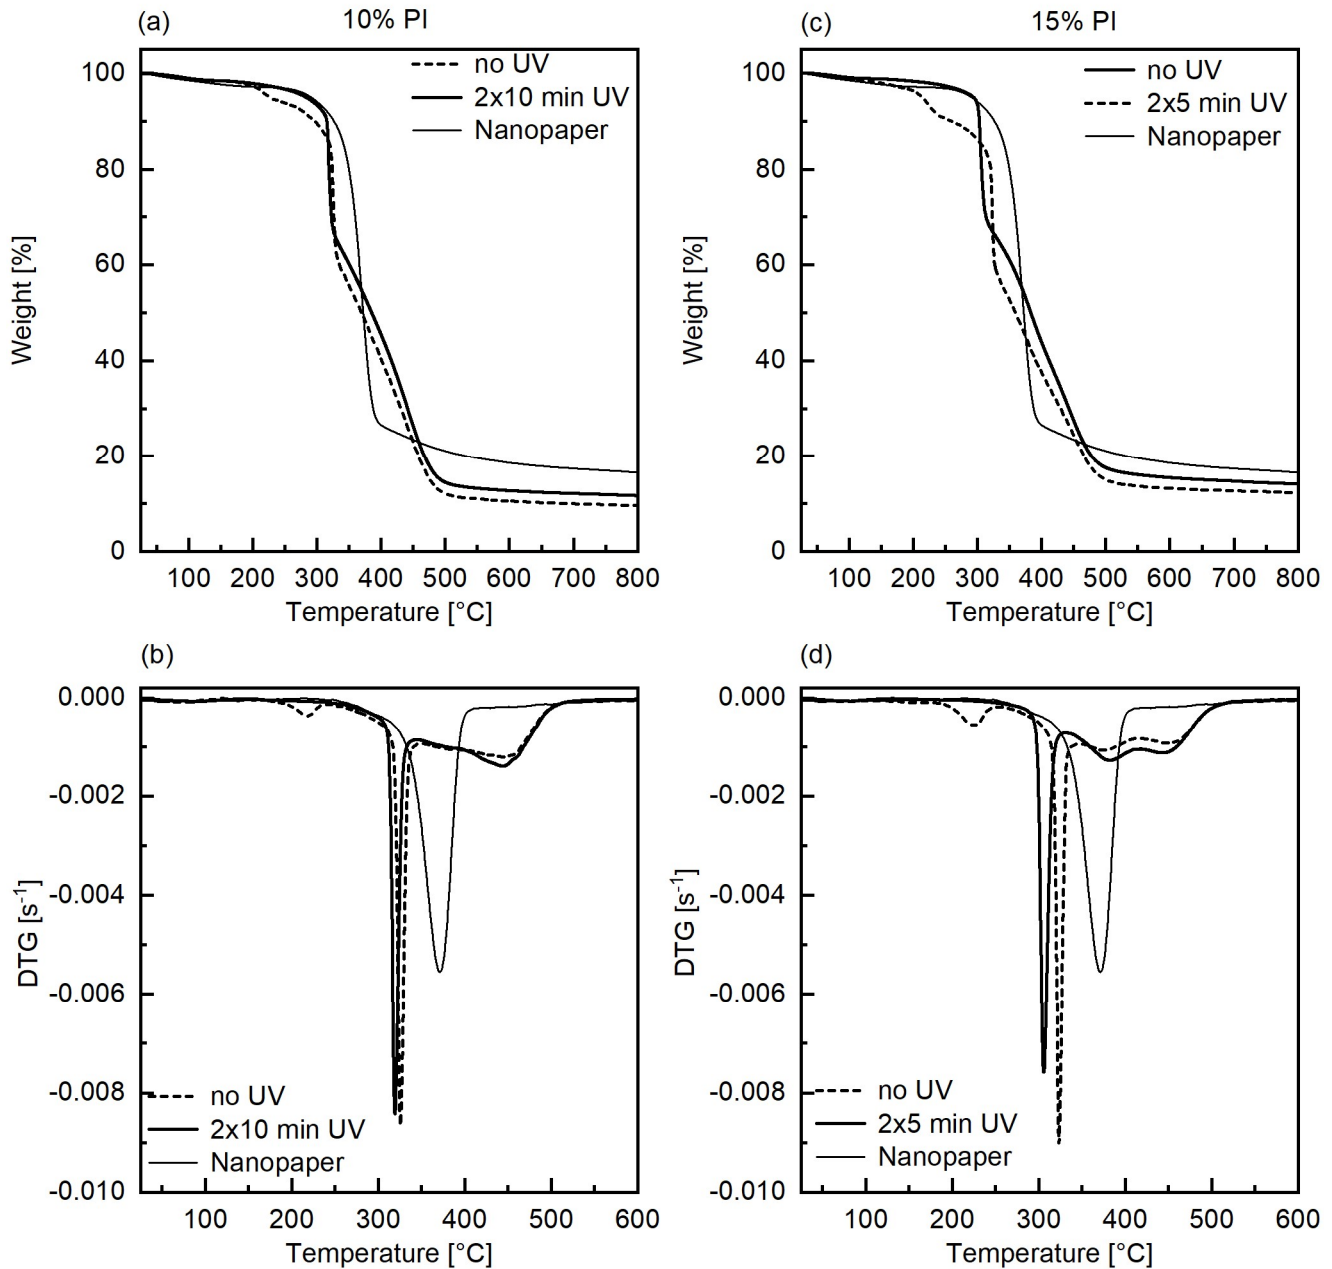 (a)
10% PI
no UV
2x10 min UV
Nanopaper
Weight [%]
100
80
60
40
20
0
100 200 300 400 500 600 700 800
Temperature [°C]
(c)
15% PI
no UV
2x5 min UV
Nanopaper
Weight [%]
100
80
60
40
20
0
100 200 300 400 500 600 700 800
Temperature [°C]
(b)
DTG [s⁻¹]
0.000
-0.002
-0.004
-0.006
-0.008
-0.010
no UV
2x10 min UV
Nanopaper
100 200 300 400 500 600
Temperature [°C]
(d)
DTG [s⁻¹]
0.000
-0.002
-0.004
-0.006
-0.008
-0.010
no UV
2x5 min UV
Nanopaper
100 200 300 400 500 600
Temperature [°C]